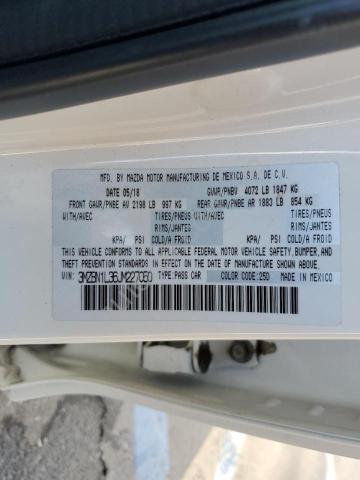 MFD. BY MAZDA MOTOR MANUFACTURING DE MEXICO S.A. DE C.V.
DATE 05/18 GVWR/PNBV 4072 LB 1847 KG
FRONT GAWR/PNBE AV 2198 LB 997 KG REAR GAWR/PNBE AR 1883 LB 854 KG
WITH/AVEC TIRES/PNEUS WITH/AVEC TIRES/PNEUS
RIMS/JANTES RIMS/JANTES
KPA/ PSI COLD/A FROID KPA/ PSI COLD/A FROID
THIS VEHICLE CONFORMS TO ALL APPLICABLE FEDERAL MOTOR VEHICLE SAFETY, BUMPER, AND
THEFT PREVENTION STANDARDS IN EFFECT ON THE DATE OF MANUFACTURE SHOWN ABOVE.
VIN: 3MZBN1L36JM227050 TYPE PASS CAR COLOR CODE: 25D MADE IN MEXICO